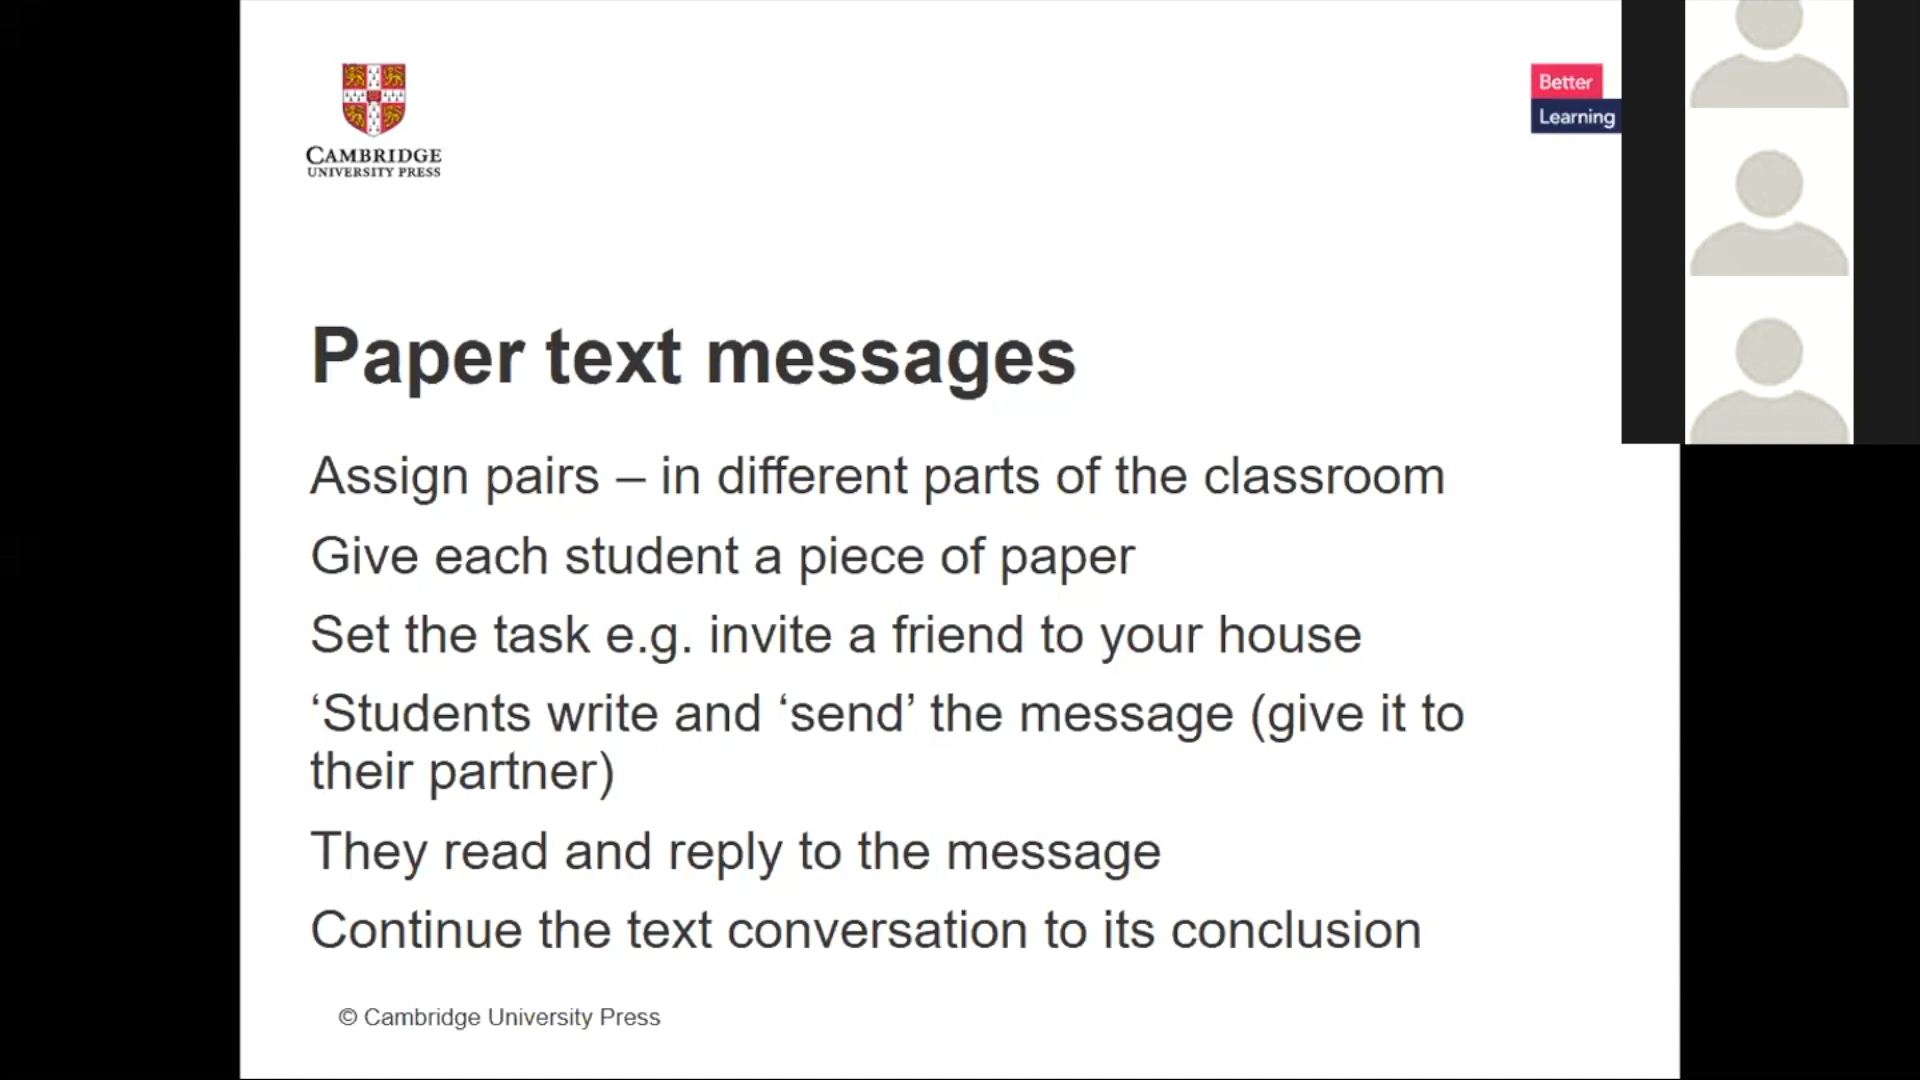 CAMBRIDGE
UNIVERSITY PRESS
Better
Learning
Paper text messages
Assign pairs – in different parts of the classroom
Give each student a piece of paper
Set the task e.g. invite a friend to your house
‘Students write and ‘send’ the message (give it to
their partner)
They read and reply to the message
Continue the text conversation to its conclusion
© Cambridge University Press